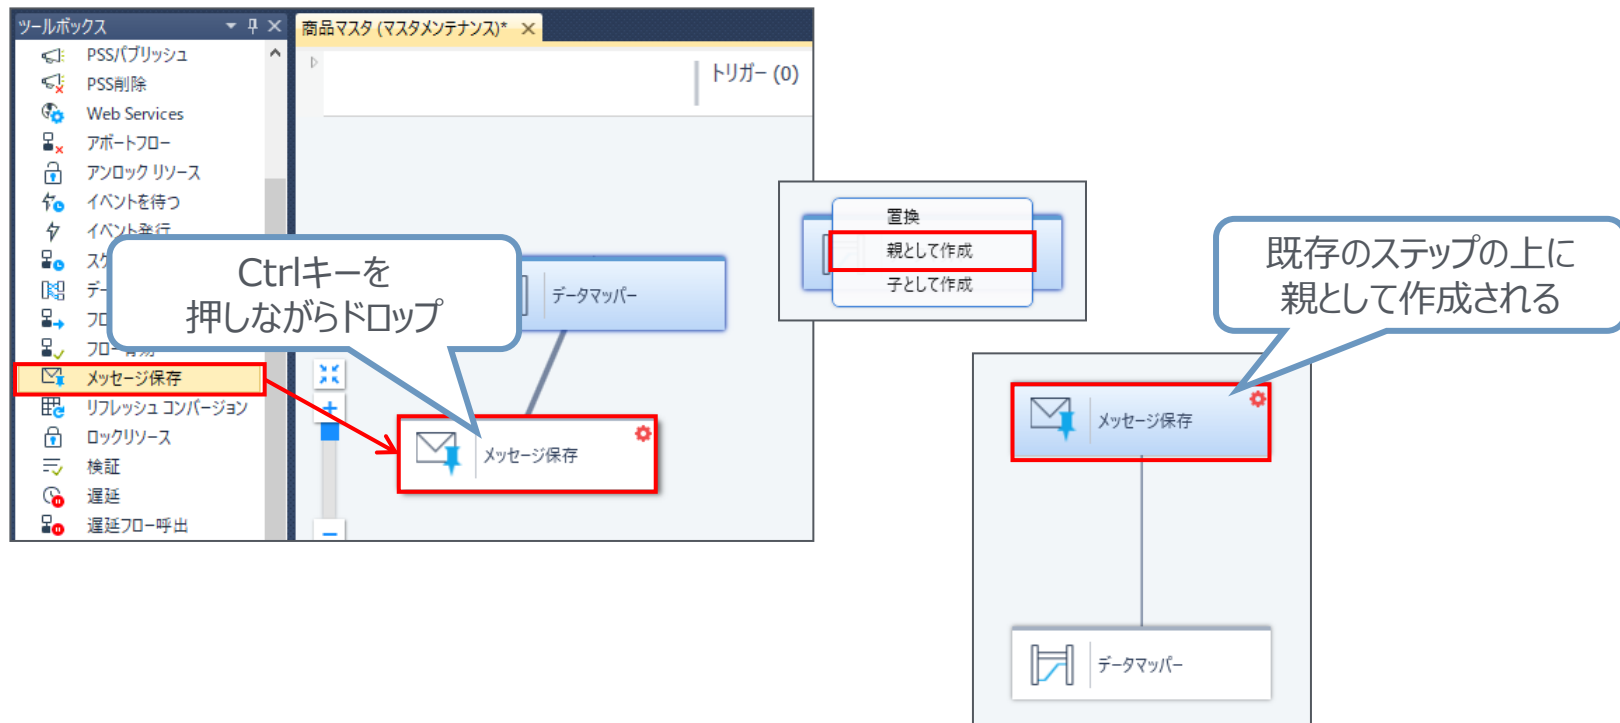 ツールボックス
商品マスタ (マスタメンテナンス)*
PSSパブリッシュ
PSS削除
Web Services
アボートフロー
アンロック リソース
イベントを待つ
イベント発行
メッセージ保存
リフレッシュ コンバージョン
ロックリソース
検証
遅延
遅延フロー呼出
トリガー (0)
Ctrlキーを
押しながらドロップ
データマッパー
メッセージ保存
置換
親として作成
子として作成
既存のステップの上に
親として作成される
メッセージ保存
データマッパー